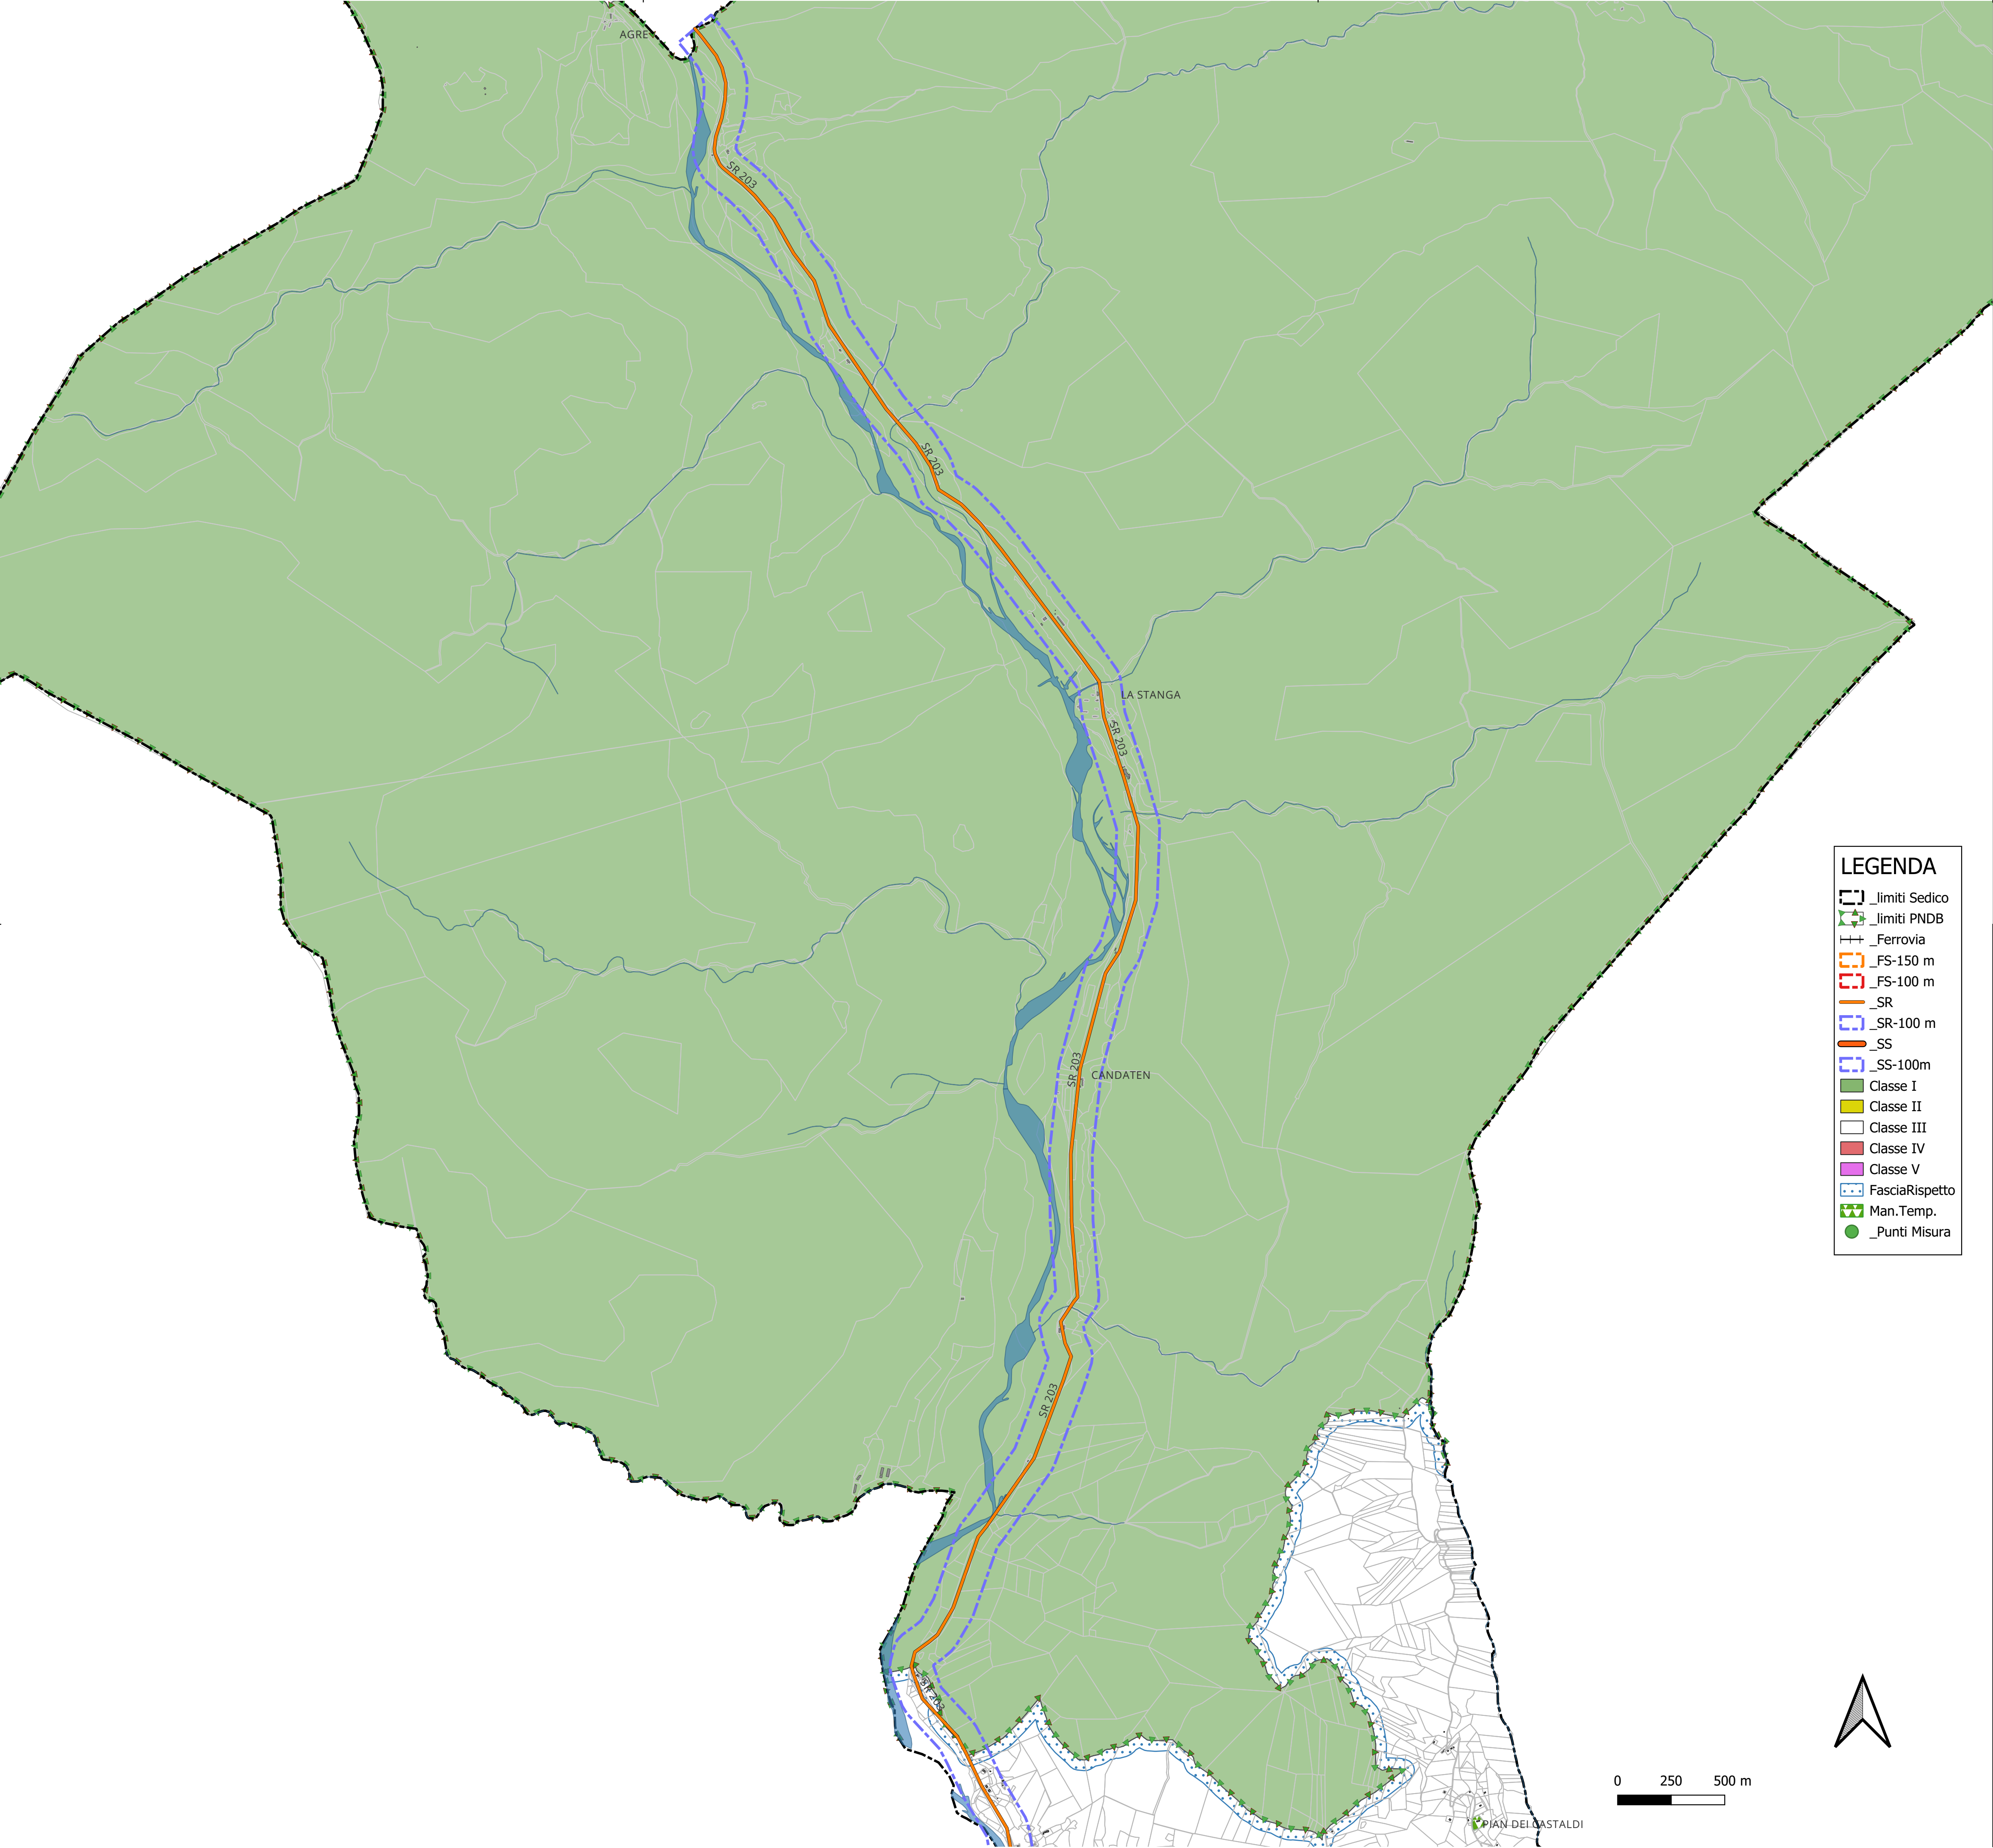 AGRE
SR 203
SR 203
LA STANGA
SR 203
SR 203
CANDATEN
SR 203
SR 203
LEGENDA
_limiti Sedico
_limiti PNDB
_Ferrovia
_FS-150 m
_FS-100 m
_SR
_SR-100 m
_SS
_SS-100m
Classe I
Classe II
Classe III
Classe IV
Classe V
FasciaRispetto
Man.Temp.
_Punti Misura
0 250 500 m
PIAN DEI CASTALDI